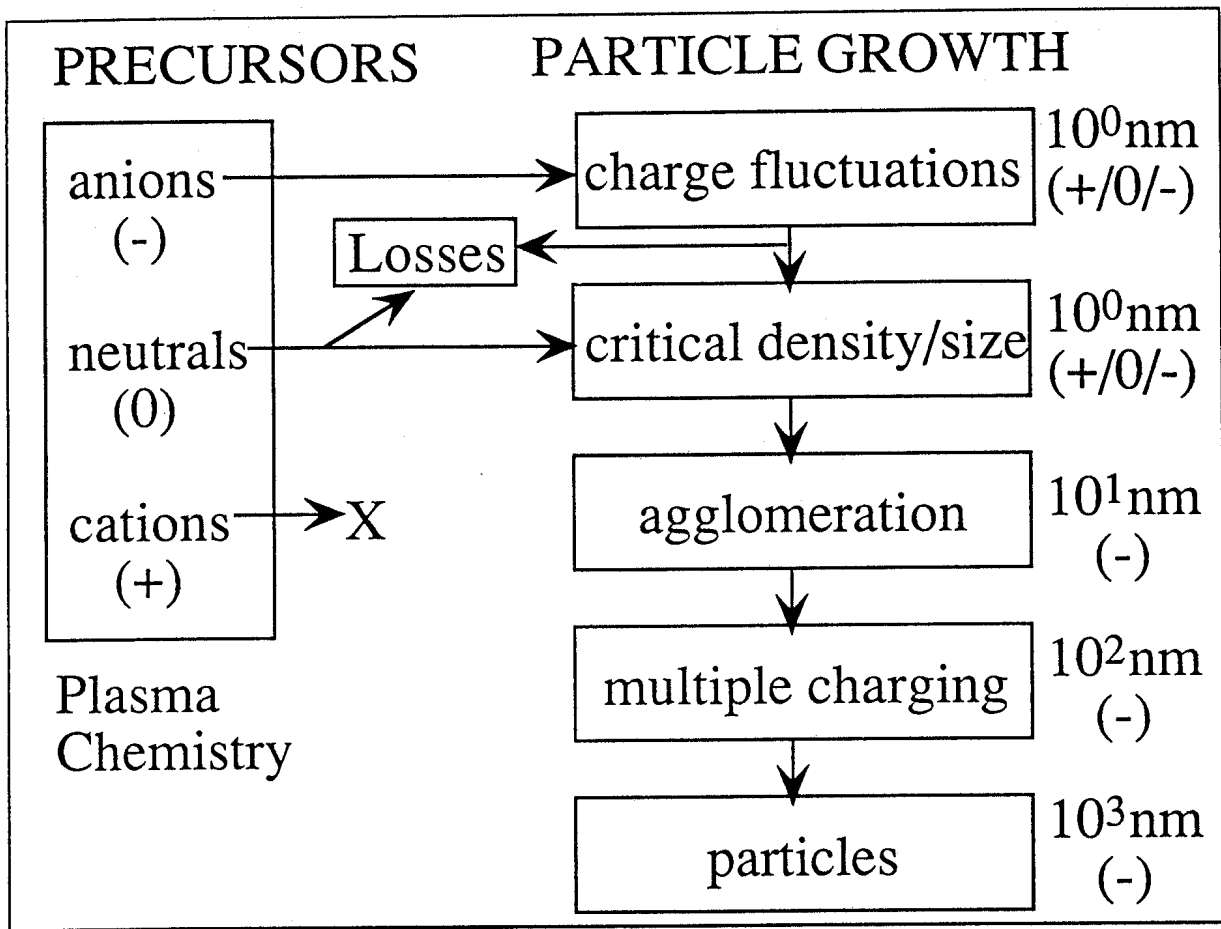 PRECURSORS
PARTICLE GROWTH
anions
(-)
neutrals
(0)
cations
(+)
X
Plasma
Chemistry
Losses
charge fluctuations
10⁰nm
(+/0/-)
critical density/size
10⁰nm
(+/0/-)
agglomeration
10¹nm
(-)
multiple charging
10²nm
(-)
particles
10³nm
(-)